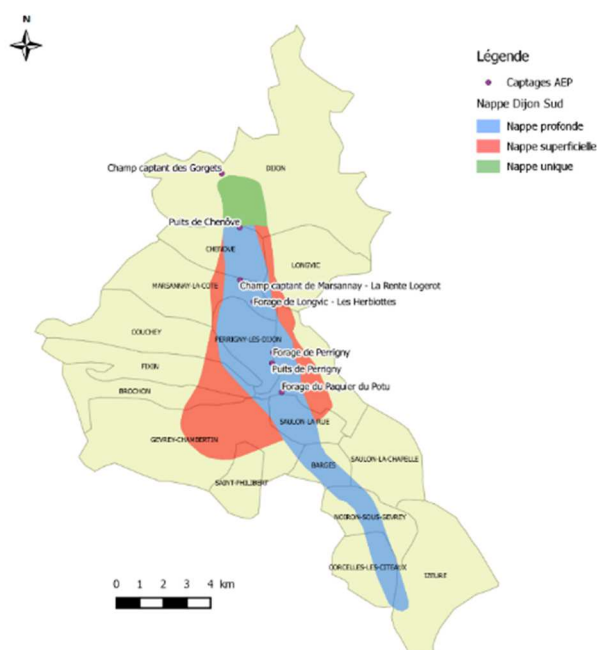 N
Légende
Captages AEP
Nappe Dijon Sud
Nappe profonde
Nappe superficielle
Nappe unique
Champ captant des Gorgets
DIJON
Puits de Chenôve
CHENOVE
LONGVIC
MARSANNAY-LA-COTE
Champ captant de Marsannay - La Rente Logerot
Forage de Longvic - Les Herbiottes
COUCHEY
PERRIGNY-LES-DIJON
Forage de Perrigny
FIXIN
Puits de Perrigny
BROCHON
Forage du Paquier du Potu
SAULON-LA-RUE
GEVREY-CHAMBERTIN
SAULON-LA-CHAPELLE
BARGES
SAINT-PHILIBERT
NOIRON-SOUS-GEVREY
CORCELLES-LES-CITEAUX
IZEURE
0 1 2 3 4 km